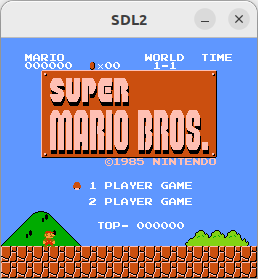 SDL2
MARIO WORLD TIME
000000 x00 1-1
SUPER
MARIO BROS.
©1985 NINTENDO
1 PLAYER GAME
2 PLAYER GAME
TOP- 000000